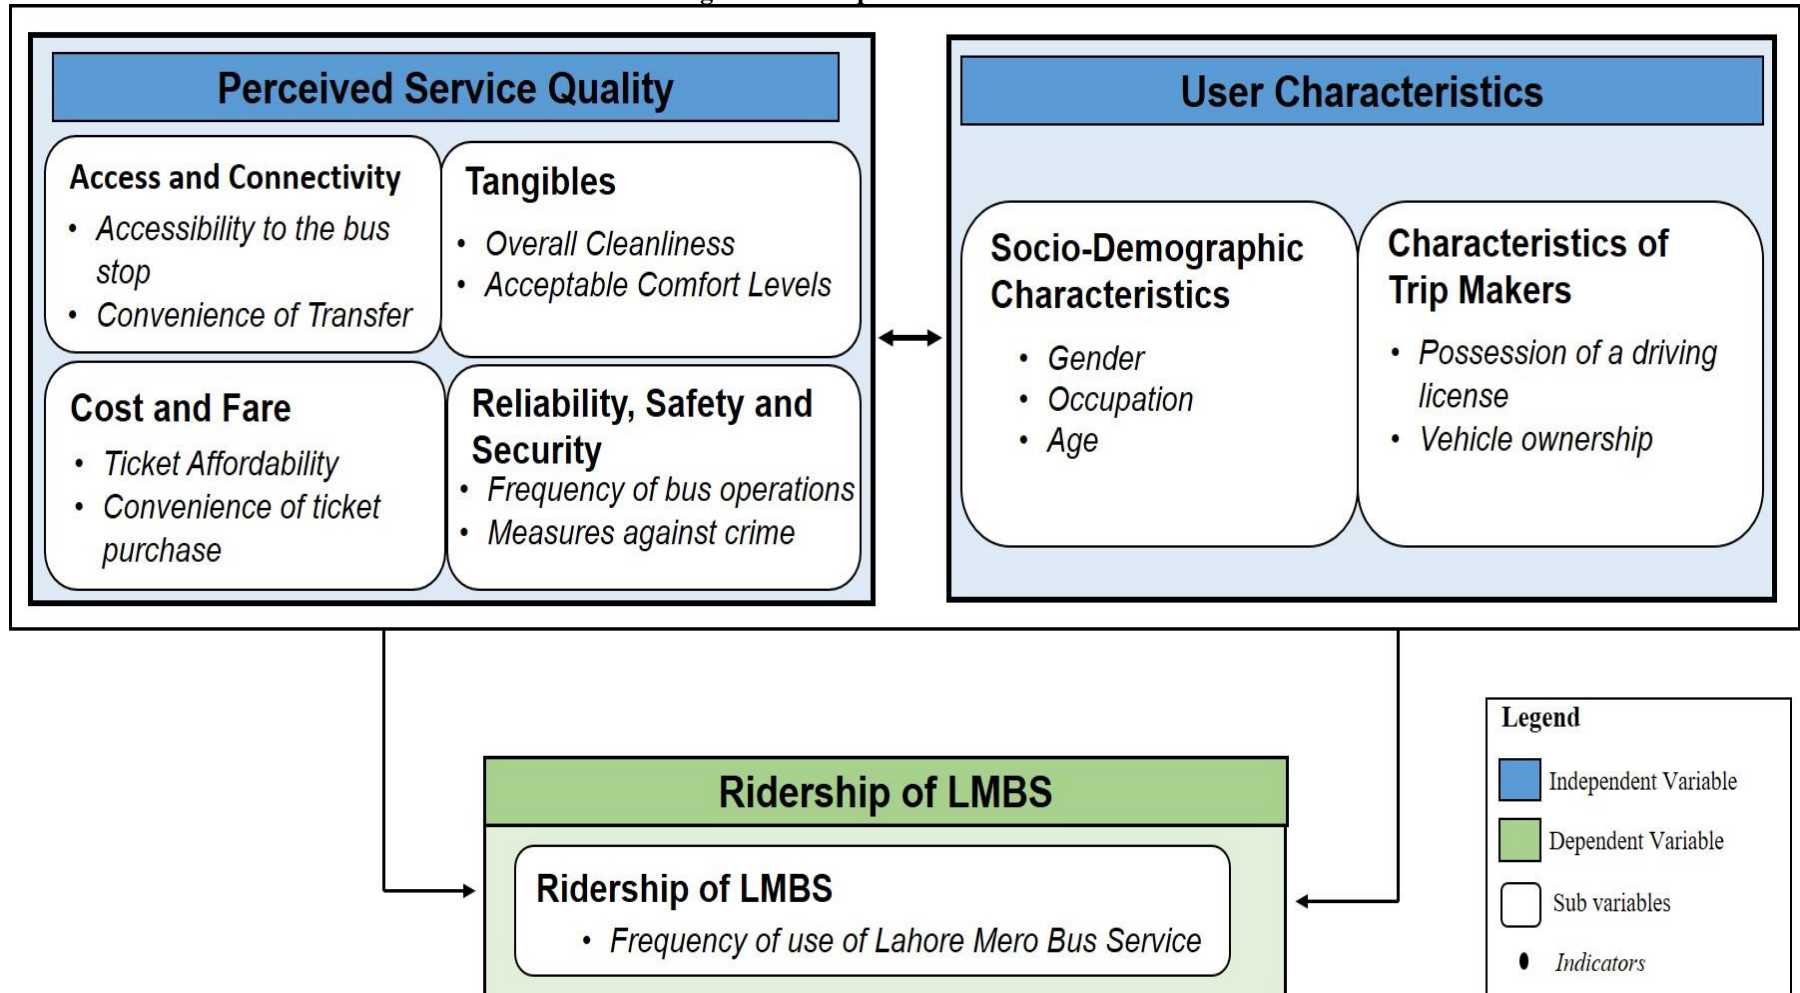 Perceived Service Quality
Access and Connectivity
• Accessibility to the bus
stop
• Convenience of Transfer
Tangibles
• Overall Cleanliness
• Acceptable Comfort Levels
Cost and Fare
• Ticket Affordability
• Convenience of ticket
purchase
Reliability, Safety and
Security
• Frequency of bus operations
• Measures against crime
User Characteristics
Socio-Demographic
Characteristics
• Gender
• Occupation
• Age
Characteristics of
Trip Makers
• Possession of a driving
license
• Vehicle ownership
Ridership of LMBS
Ridership of LMBS
• Frequency of use of Lahore Mero Bus Service
Legend
Independent Variable
Dependent Variable
Sub variables
Indicators